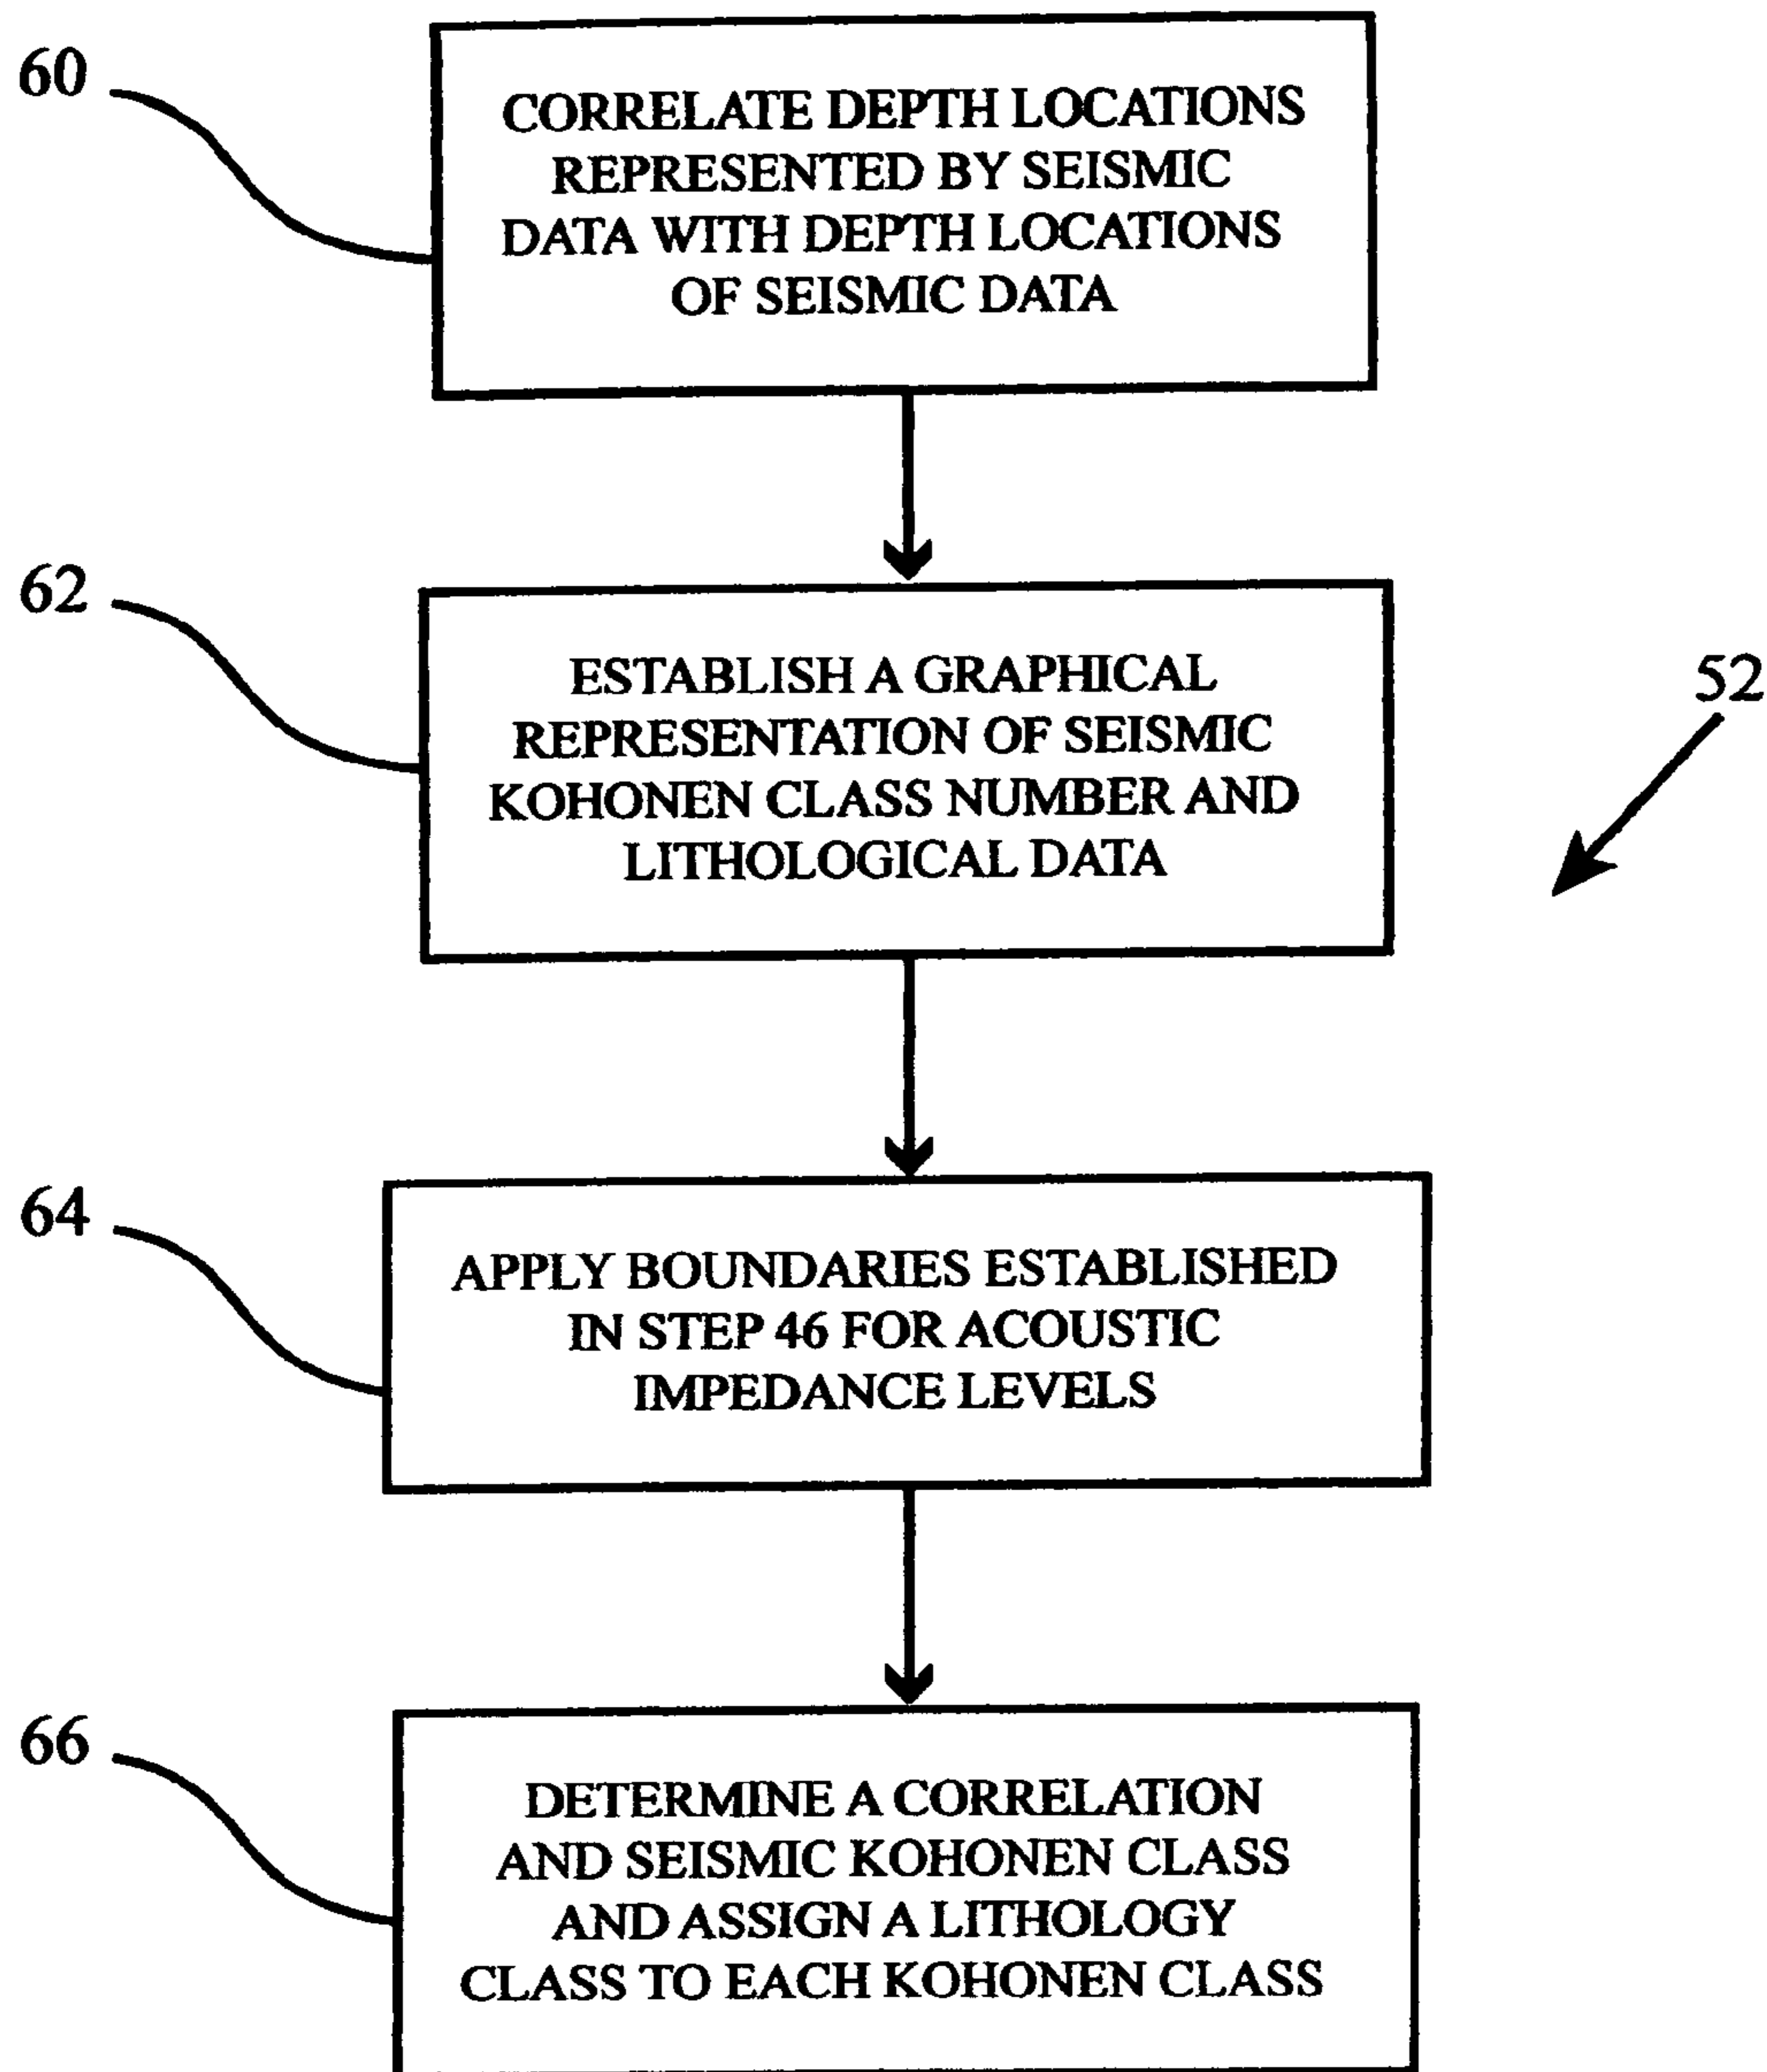 60
CORRELATE DEPTH LOCATIONS
REPRESENTED BY SEISMIC
DATA WITH DEPTH LOCATIONS
OF SEISMIC DATA
62
ESTABLISH A GRAPHICAL
REPRESENTATION OF SEISMIC
KOHONEN CLASS NUMBER AND
LITHOLOGICAL DATA
52
64
APPLY BOUNDARIES ESTABLISHED
IN STEP 46 FOR ACOUSTIC
IMPEDANCE LEVELS
66
DETERMINE A CORRELATION
AND SEISMIC KOHONEN CLASS
AND ASSIGN A LITHOLOGY
CLASS TO EACH KOHONEN CLASS